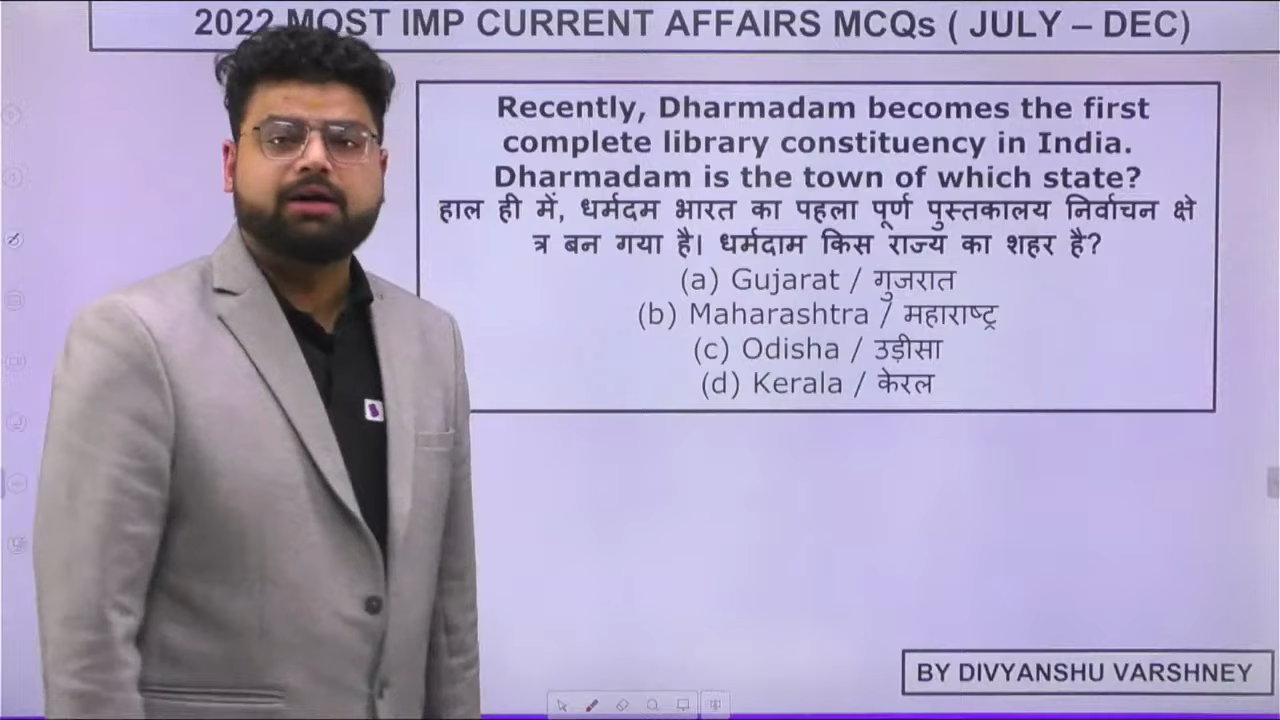 2022 MOST IMP CURRENT AFFAIRS MCQs ( JULY – DEC)
Recently, Dharmadam becomes the first
complete library constituency in India.
Dharmadam is the town of which state?
हाल ही में, धर्मदम भारत का पहला पूर्ण पुस्तकालय निर्वाचन क्षे
त्र बन गया है। धर्मदाम किस राज्य का शहर है?
(a) Gujarat / गुजरात
(b) Maharashtra / महाराष्ट्र
(c) Odisha / उड़ीसा
(d) Kerala / केरल
BY DIVYANSHU VARSHNEY